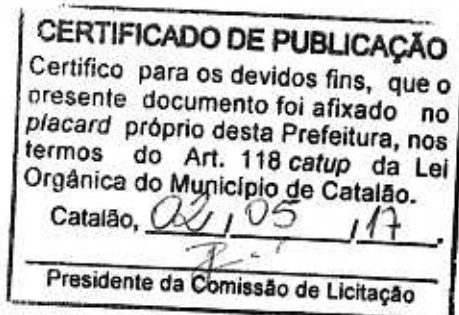 CERTIFICADO DE PUBLICAÇÃO
Certifico para os devidos fins, que o
presente documento foi afixado no
placard próprio desta Prefeitura, nos
termos do Art. 118 catup da Lei
Orgânica do Município de Catalão.
Catalão, 02 / 05 / 17.
Presidente da Comissão de Licitação